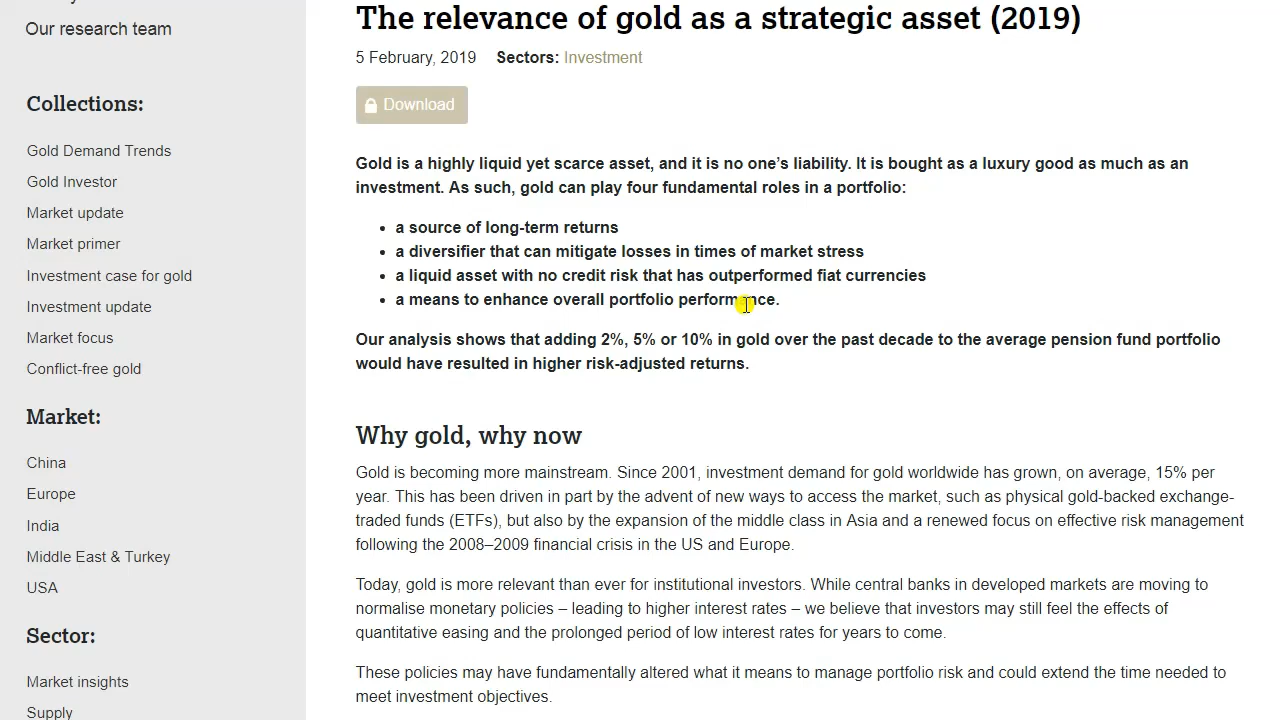 Our research team
Collections:
Gold Demand Trends
Gold Investor
Market update
Market primer
Investment case for gold
Investment update
Market focus
Conflict-free gold
Market:
China
Europe
India
Middle East & Turkey
USA
Sector:
Market insights
Supply
The relevance of gold as a strategic asset (2019)
5 February, 2019 Sectors: Investment
Download
Gold is a highly liquid yet scarce asset, and it is no one’s liability. It is bought as a luxury good as much as an
investment. As such, gold can play four fundamental roles in a portfolio:
• a source of long-term returns
• a diversifier that can mitigate losses in times of market stress
• a liquid asset with no credit risk that has outperformed fiat currencies
• a means to enhance overall portfolio performance.
Our analysis shows that adding 2%, 5% or 10% in gold over the past decade to the average pension fund portfolio
would have resulted in higher risk-adjusted returns.
Why gold, why now
Gold is becoming more mainstream. Since 2001, investment demand for gold worldwide has grown, on average, 15% per
year. This has been driven in part by the advent of new ways to access the market, such as physical gold-backed exchange-
traded funds (ETFs), but also by the expansion of the middle class in Asia and a renewed focus on effective risk management
following the 2008–2009 financial crisis in the US and Europe.
Today, gold is more relevant than ever for institutional investors. While central banks in developed markets are moving to
normalise monetary policies – leading to higher interest rates – we believe that investors may still feel the effects of
quantitative easing and the prolonged period of low interest rates for years to come.
These policies may have fundamentally altered what it means to manage portfolio risk and could extend the time needed to
meet investment objectives.